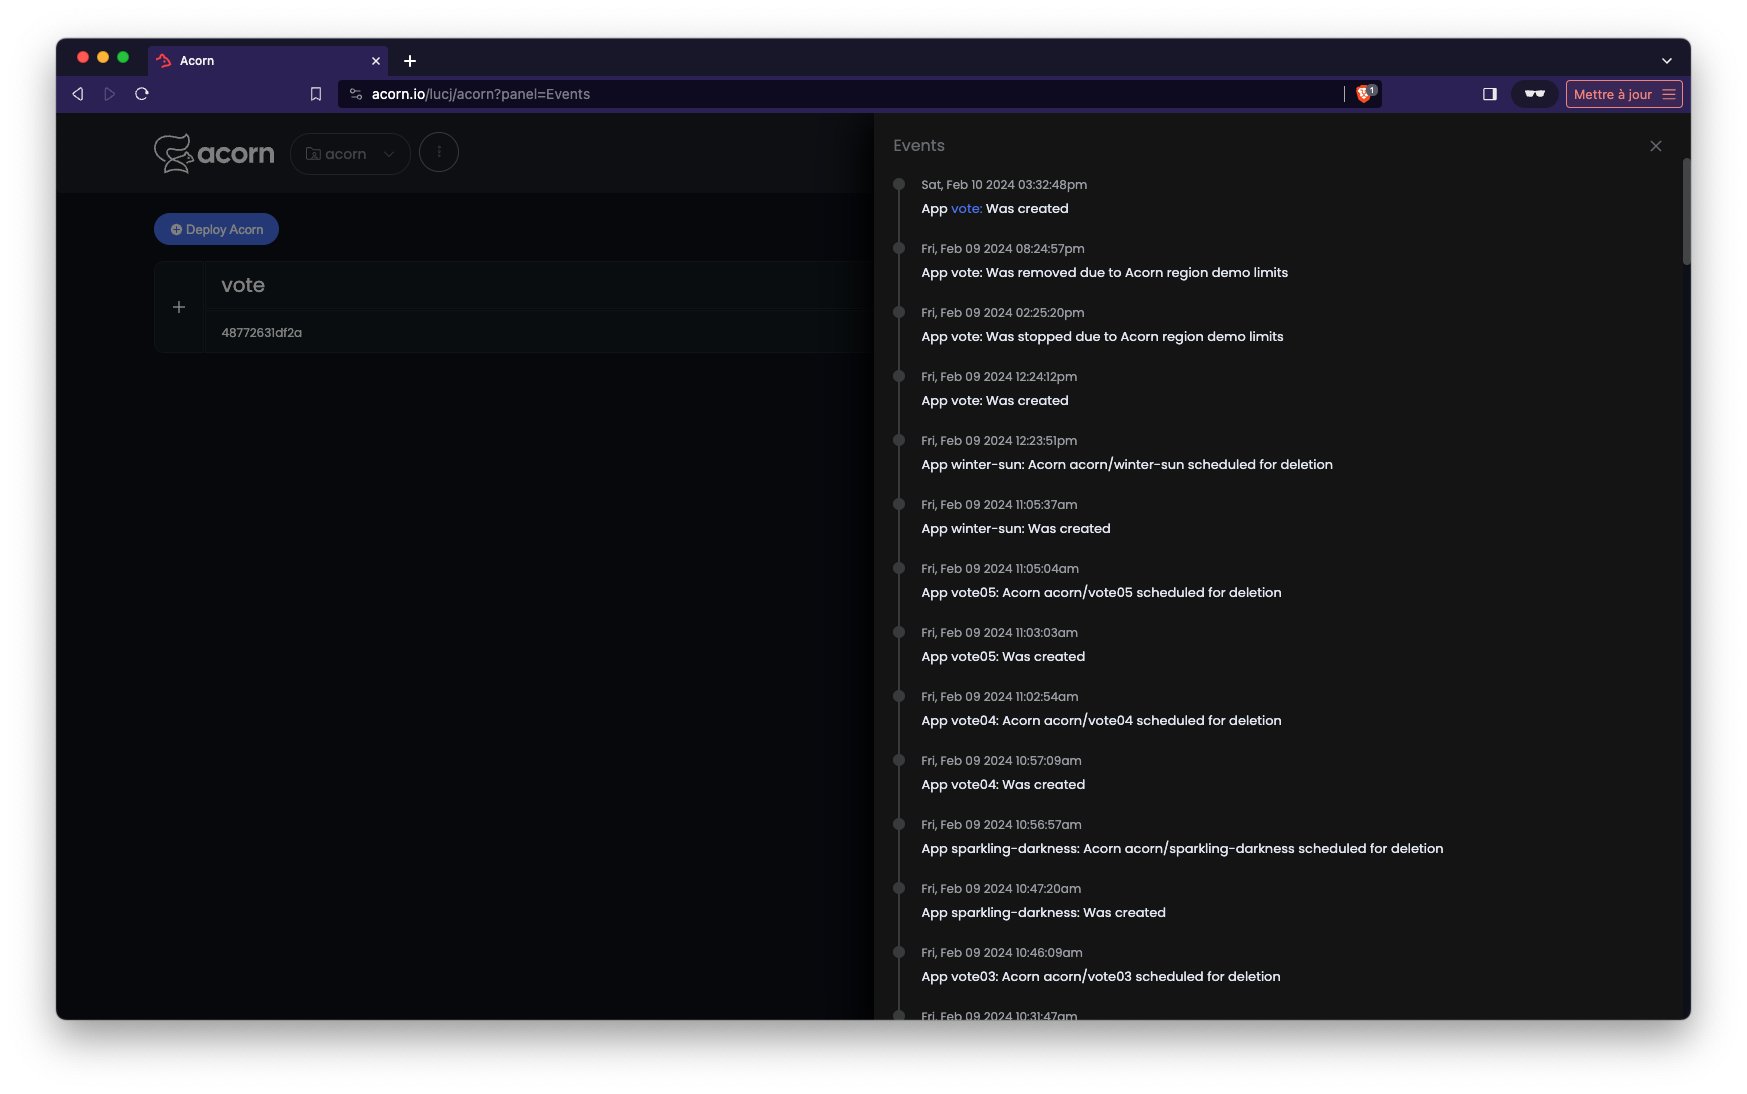 Acorn
acorn.io/lucj/acorn?panel=Events
1
Mettre à jour
acorn
acorn
Deploy Acorn
vote
48772631df2a
Events
Sat, Feb 10 2024 03:32:48pm
App vote: Was created
Fri, Feb 09 2024 08:24:57pm
App vote: Was removed due to Acorn region demo limits
Fri, Feb 09 2024 02:25:20pm
App vote: Was stopped due to Acorn region demo limits
Fri, Feb 09 2024 12:24:12pm
App vote: Was created
Fri, Feb 09 2024 12:23:51pm
App winter-sun: Acorn acorn/winter-sun scheduled for deletion
Fri, Feb 09 2024 11:05:37am
App winter-sun: Was created
Fri, Feb 09 2024 11:05:04am
App vote05: Acorn acorn/vote05 scheduled for deletion
Fri, Feb 09 2024 11:03:03am
App vote05: Was created
Fri, Feb 09 2024 11:02:54am
App vote04: Acorn acorn/vote04 scheduled for deletion
Fri, Feb 09 2024 10:57:09am
App vote04: Was created
Fri, Feb 09 2024 10:56:57am
App sparkling-darkness: Acorn acorn/sparkling-darkness scheduled for deletion
Fri, Feb 09 2024 10:47:20am
App sparkling-darkness: Was created
Fri, Feb 09 2024 10:46:09am
App vote03: Acorn acorn/vote03 scheduled for deletion
Fri, Feb 09 2024 10:31:47am